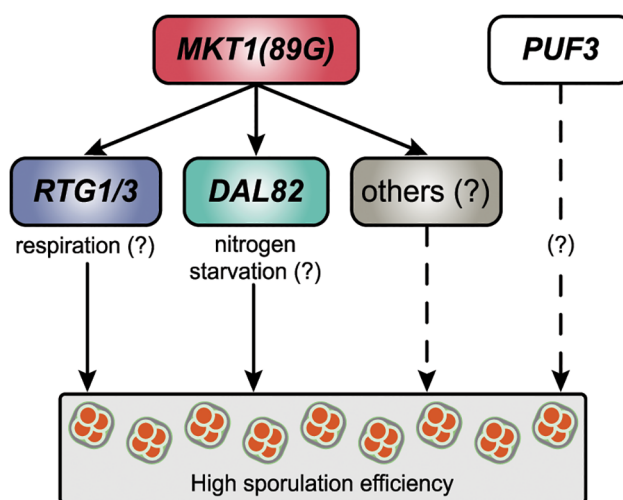 MKT1(89G)
PUF3
RTG1/3
DAL82
others (?)
respiration (?)
nitrogen
starvation (?)
(?)
High sporulation efficiency